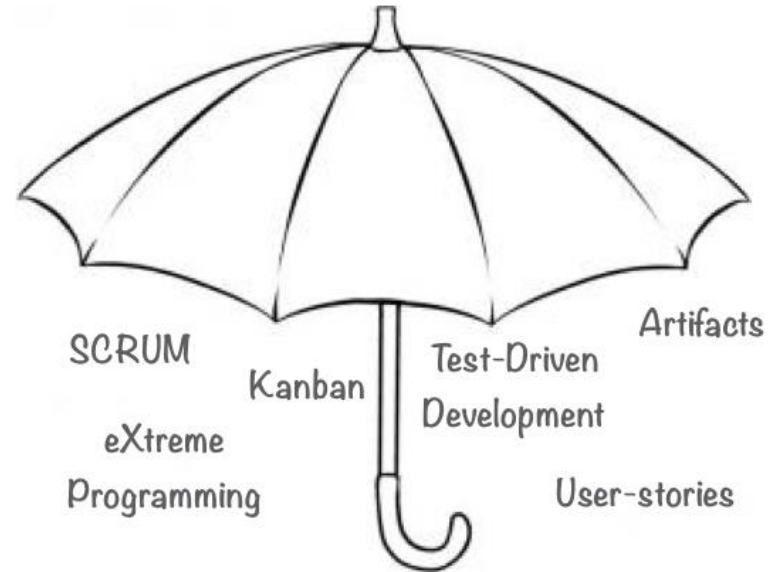 Artifacts
SCRUM
Kanban
Test-Driven
Development
eXtreme
Programming
User-stories